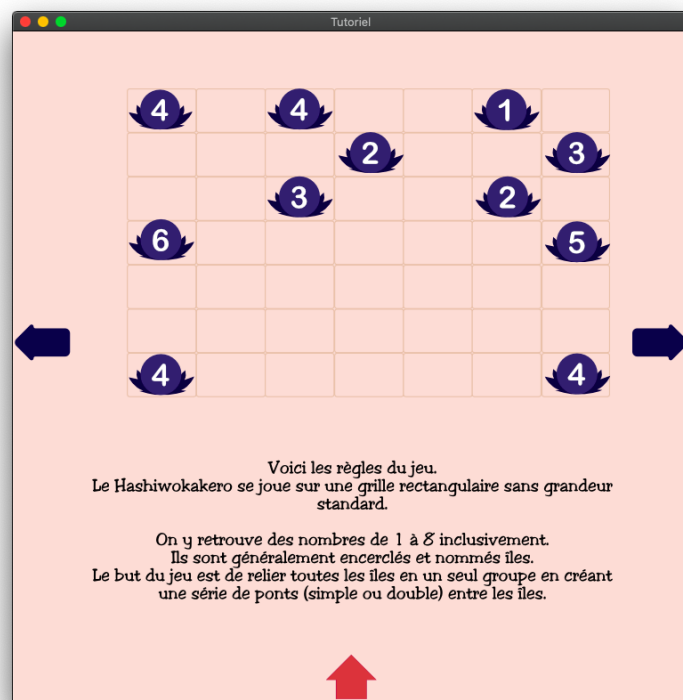 Tutoriel
4 4 1
2 3
3 2
6 5
4 4
Voici les règles du jeu.
Le Hashiwokakero se joue sur une grille rectangulaire sans grandeur
standard.
On y retrouve des nombres de 1 à 8 inclusivement.
Ils sont généralement encerclés et nommés îles.
Le but du jeu est de relier toutes les îles en un seul groupe en créant
une série de ponts (simple ou double) entre les îles.